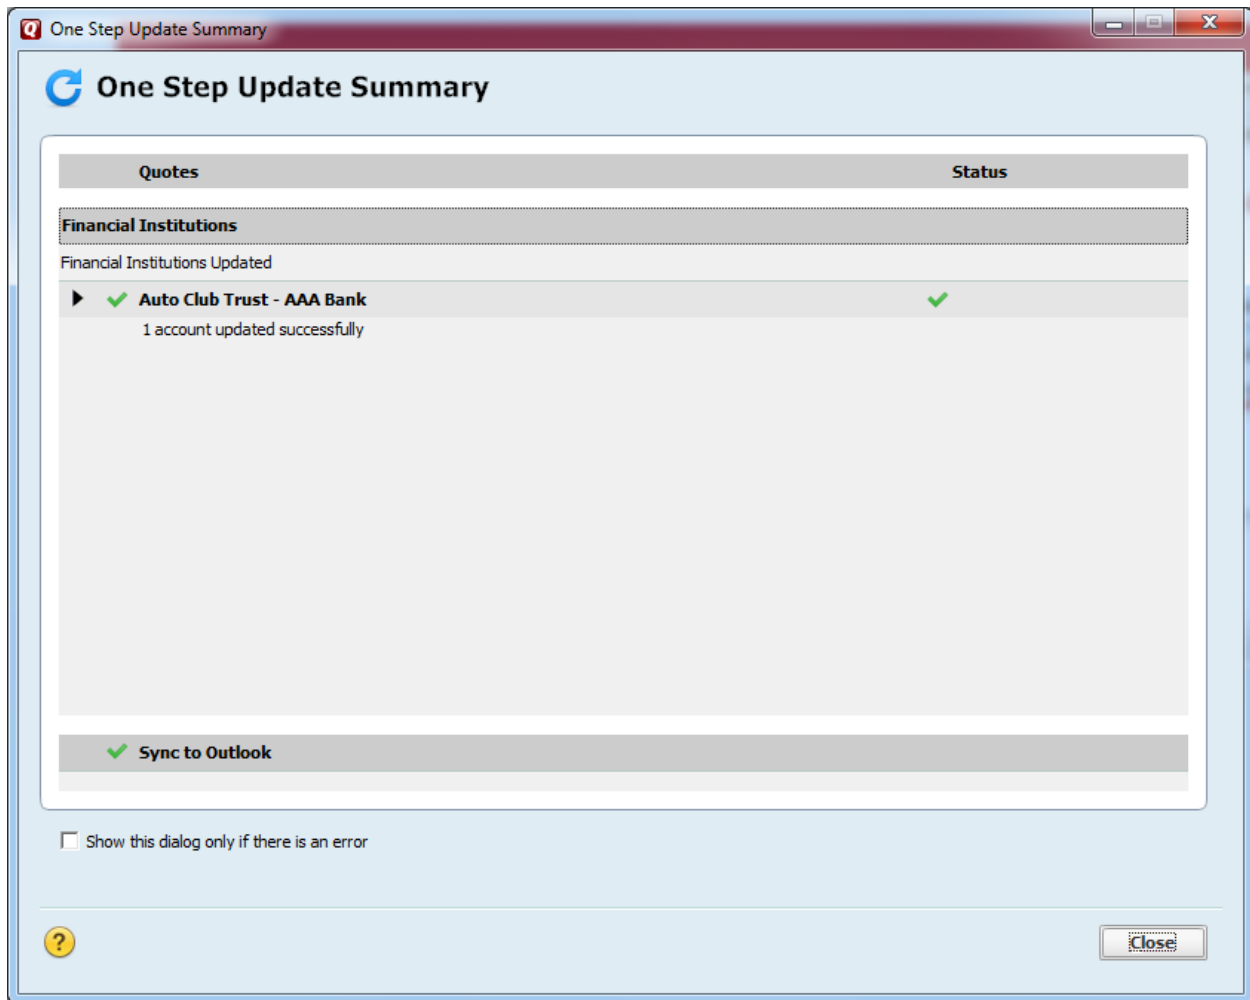 One Step Update Summary
One Step Update Summary
Quotes Status
Financial Institutions
Financial Institutions Updated
Auto Club Trust - AAA Bank
1 account updated successfully
Sync to Outlook
Show this dialog only if there is an error
Close